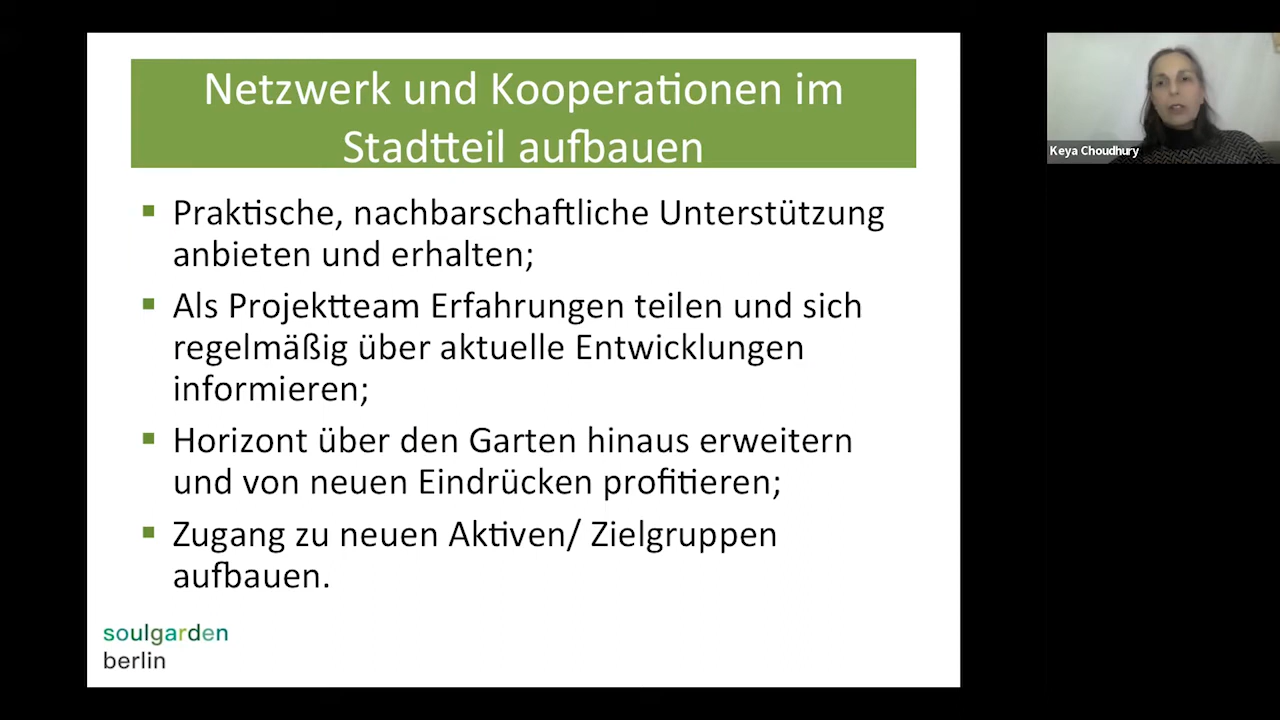 Netzwerk und Kooperationen im
Stadtteil aufbauen
Praktische, nachbarschaftliche Unterstützung
anbieten und erhalten;
Als Projektteam Erfahrungen teilen und sich
regelmäßig über aktuelle Entwicklungen
informieren;
Horizont über den Garten hinaus erweitern
und von neuen Eindrücken profitieren;
Zugang zu neuen Aktiven/ Zielgruppen
aufbauen.
soulgarden
berlin
Keya Choudhury